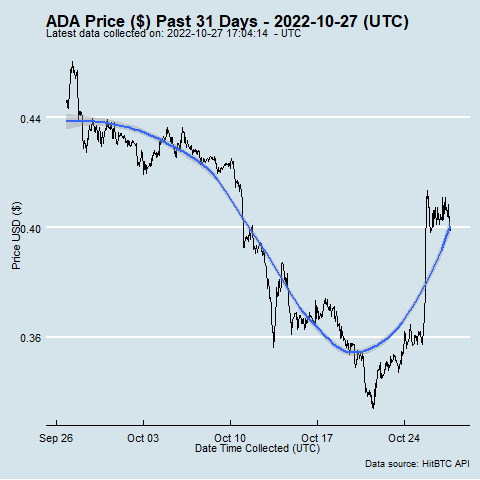 ADA Price ($) Past 31 Days - 2022-10-27 (UTC)
Latest data collected on: 2022-10-27 17:04:14 - UTC
0.44
0.40
0.36
Price USD ($)
Sep 26 Oct 03 Oct 10 Oct 17 Oct 24
Date Time Collected (UTC)
Data source: HitBTC API